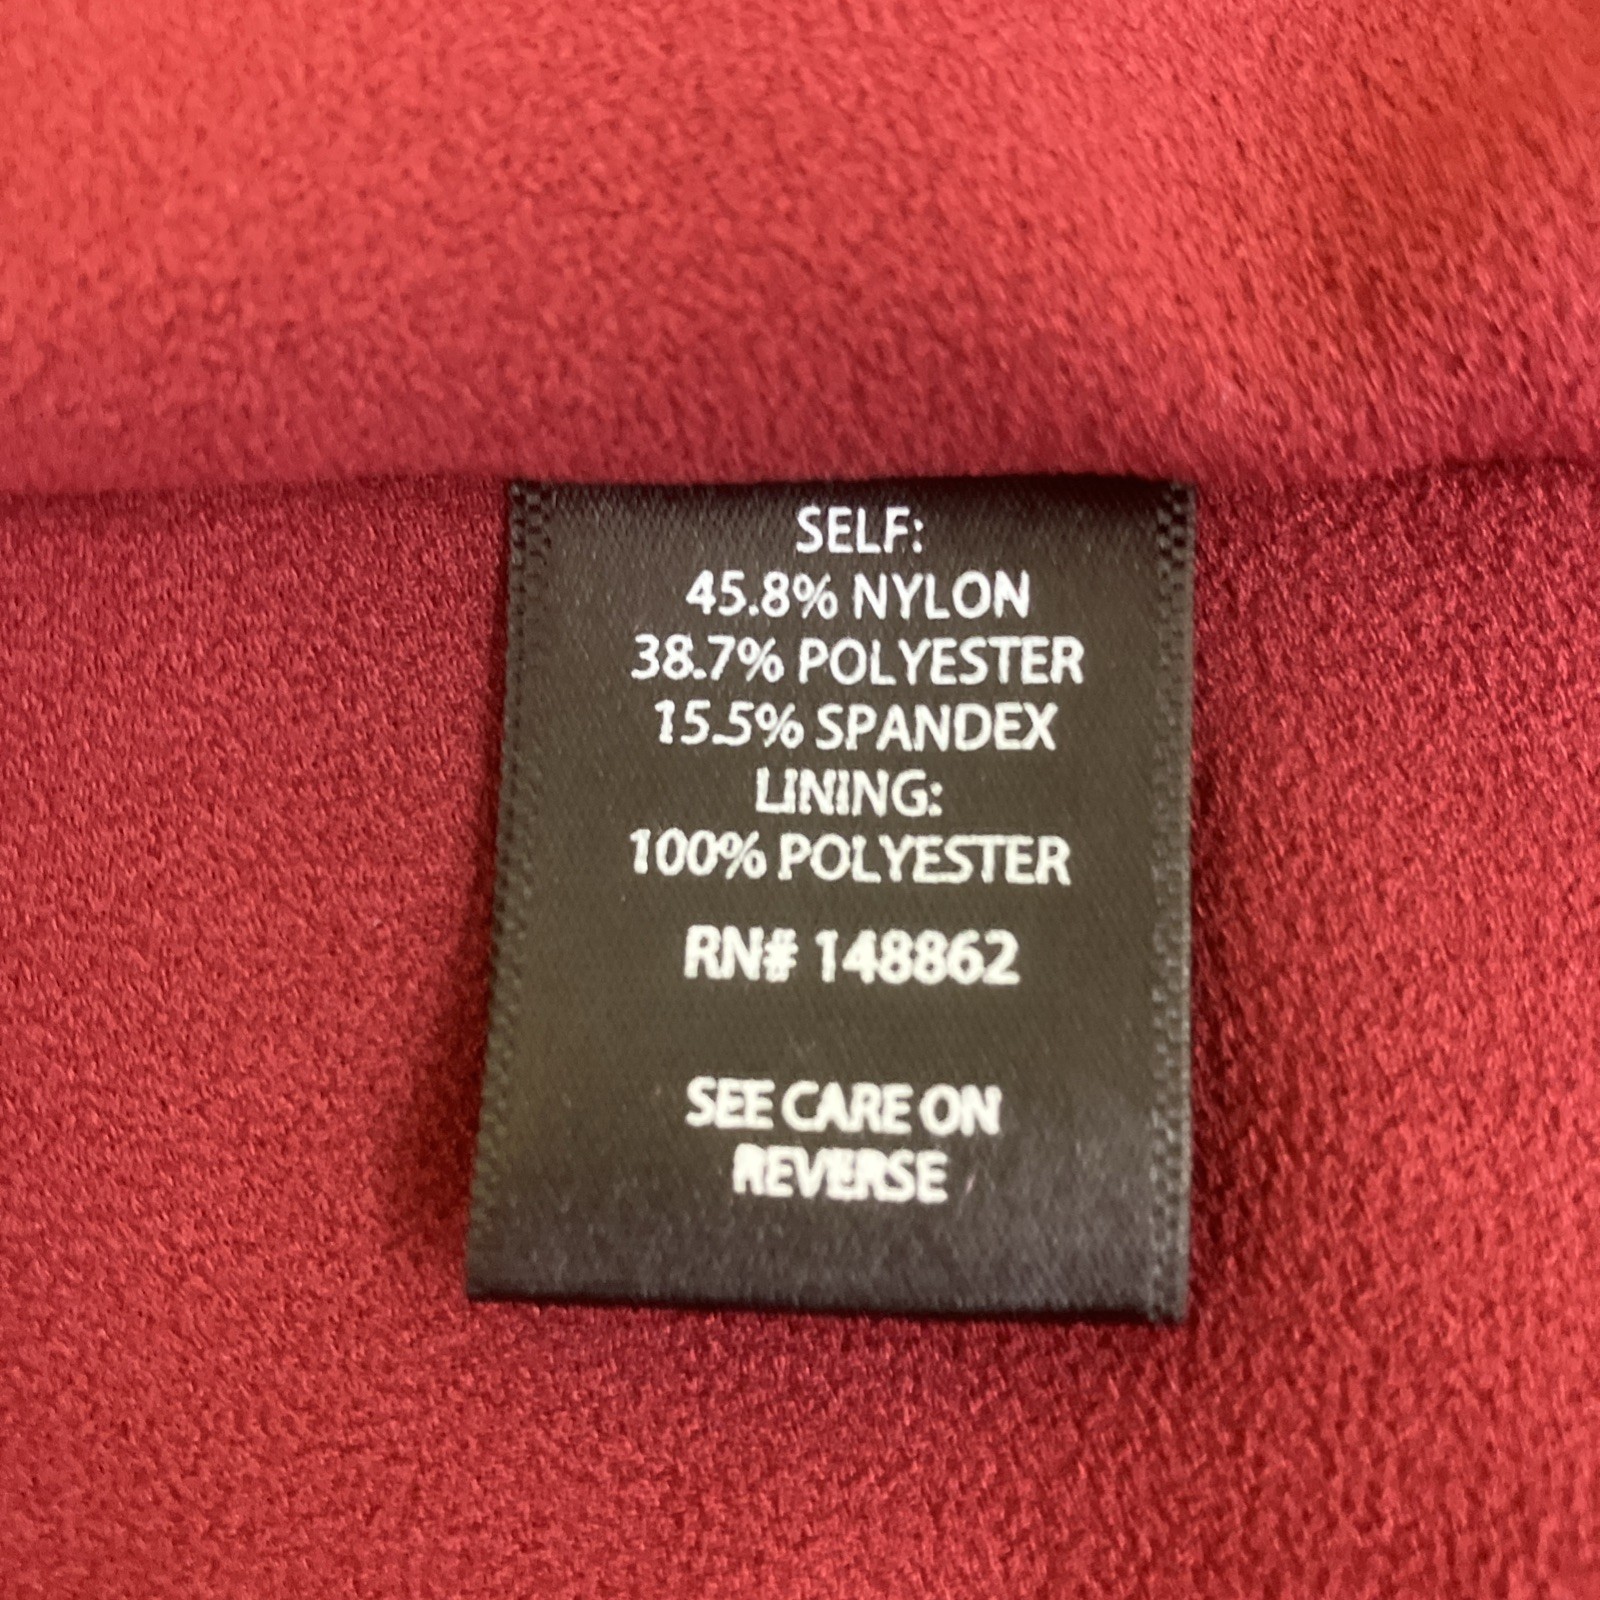 SELF:
45.8% NYLON
38.7% POLYESTER
15.5% SPANDEX
LINING:
100% POLYESTER
RN# 148862
SEE CARE ON
REVERSE